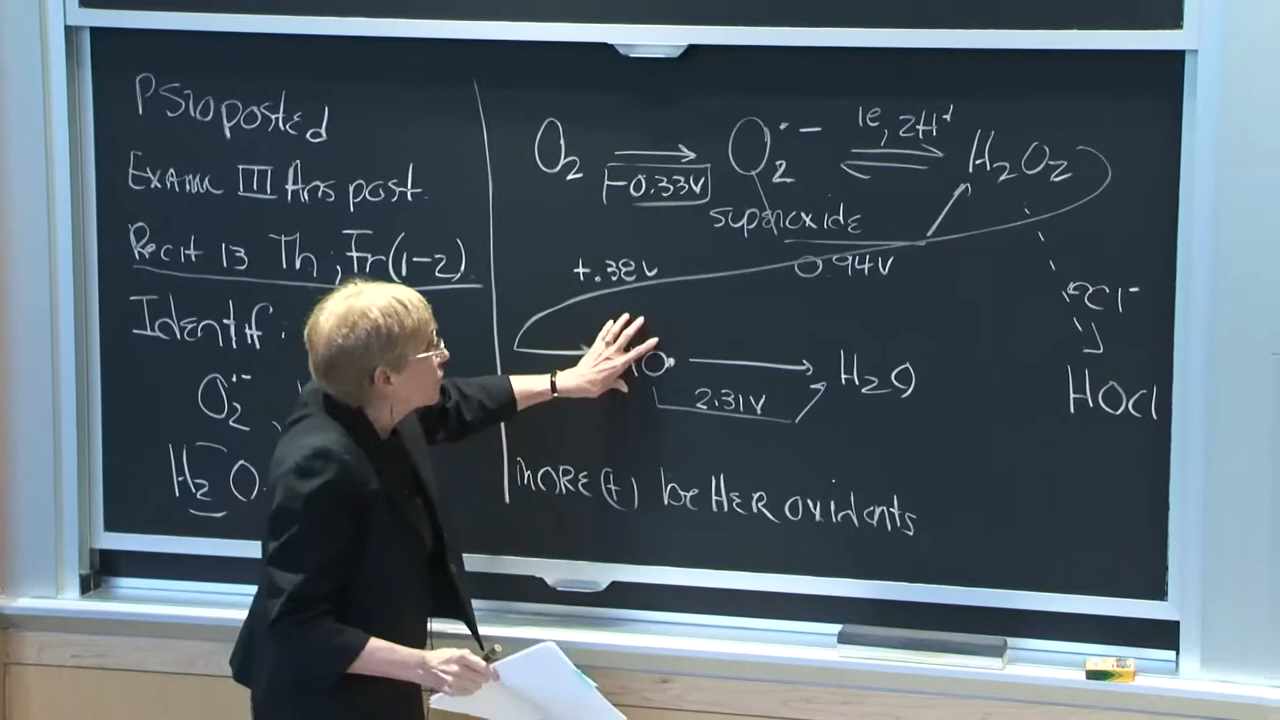 PS10 posted
Exam III Ans post.
Recit 13 Th; Fr(1-2)
Identif.
O2•−,
H2O
O2 → O2•− ⇌ H2O2
-0.33V
1e, 2H+
superoxide
0.94V
+.38V
Cl-
HOCl
O• → H2O
2.31V
MORE (+) better oxidants